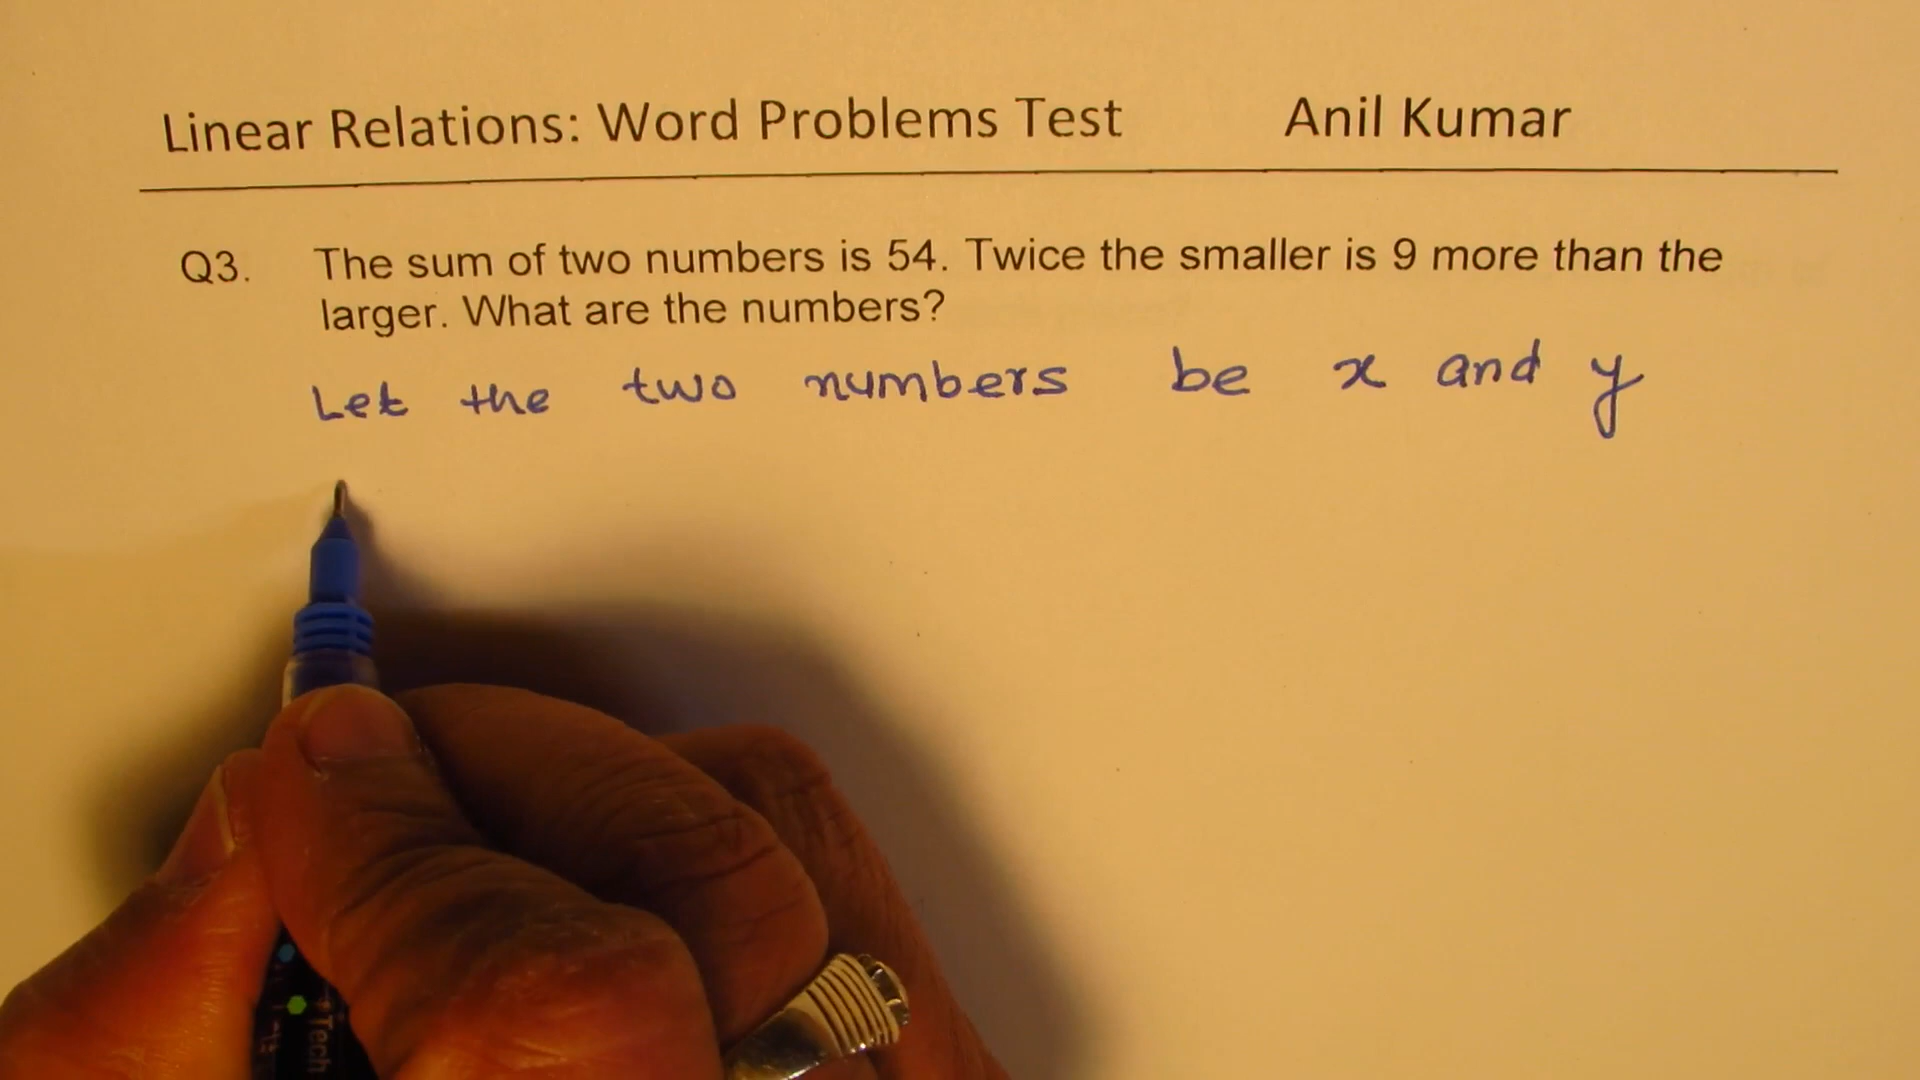 Linear Relations: Word Problems Test Anil Kumar
Q3. The sum of two numbers is 54. Twice the smaller is 9 more than the
larger. What are the numbers?
Let the two numbers be x and y
Tech